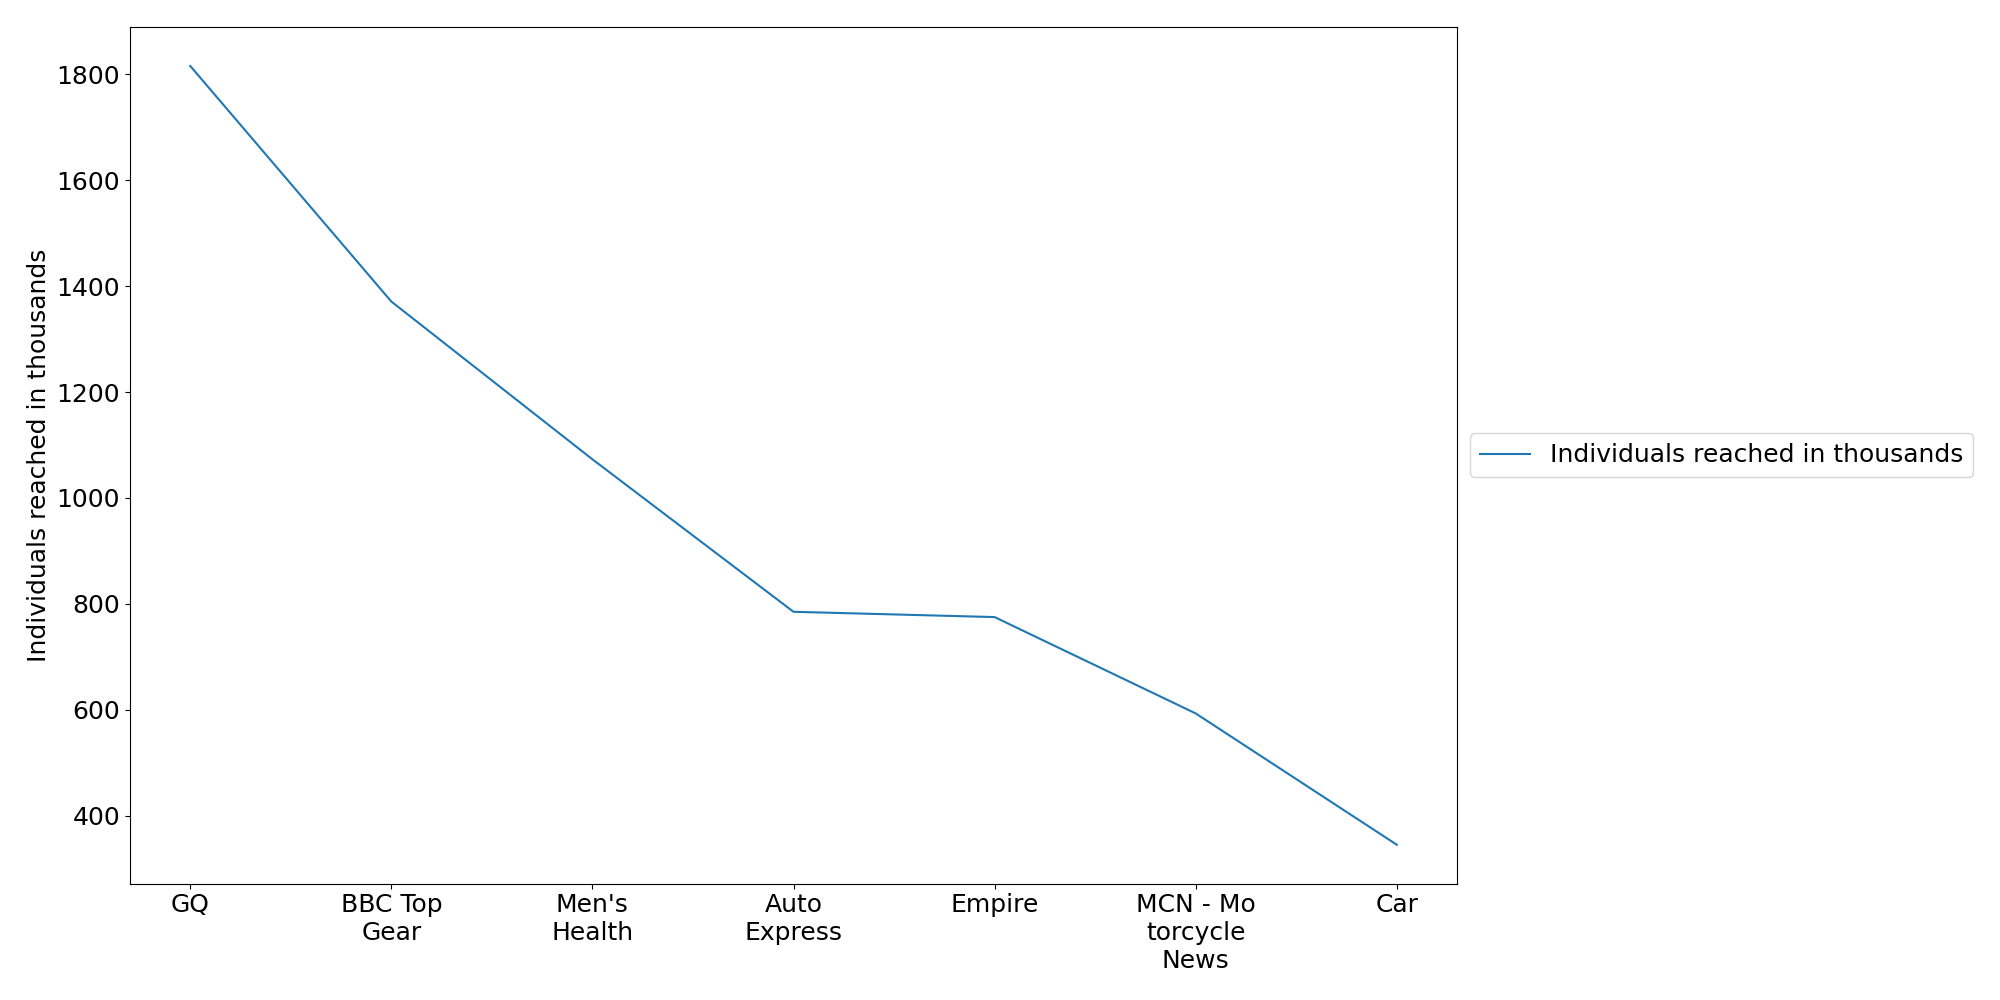 Individuals reached in thousands
1800
1600
1400
1200
1000
800
600
400
GQ
BBC Top
Gear
Men's
Health
Auto
Express
Empire
MCN - Mo
torcycle
News
Car
Individuals reached in thousands